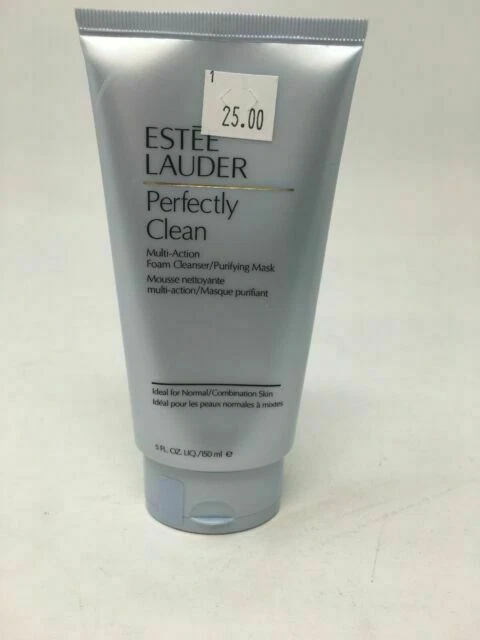 1
25.00
ESTĒE
LAUDER
Perfectly
Clean
Multi-Action
Foam Cleanser/Purifying Mask
Mousse nettoyante
multi-action/Masque purifiant
Ideal for Normal/Combination Skin
Idéal pour les peaux normales à mixtes
5 FL. OZ. LIQ./150 ml ℮